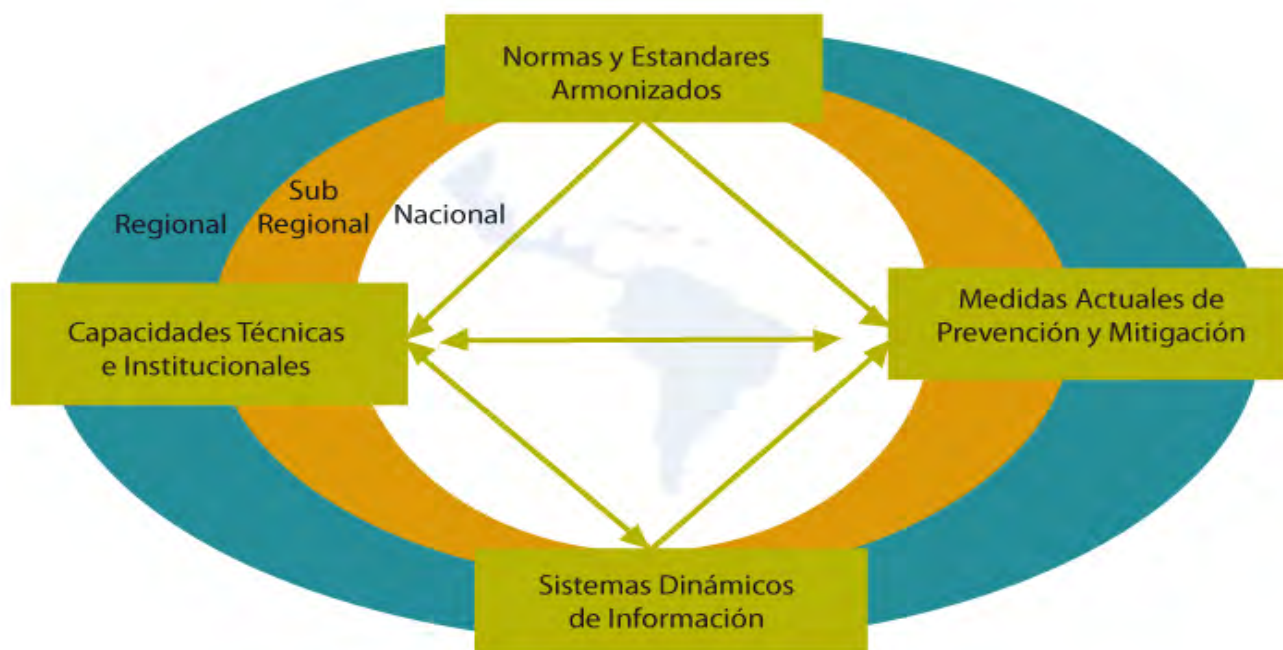 Normas y Estandares
Armonizados
Sub
Regional
Regional
Nacional
Capacidades Técnicas
e Institucionales
Medidas Actuales de
Prevención y Mitigación
Sistemas Dinámicos
de Información